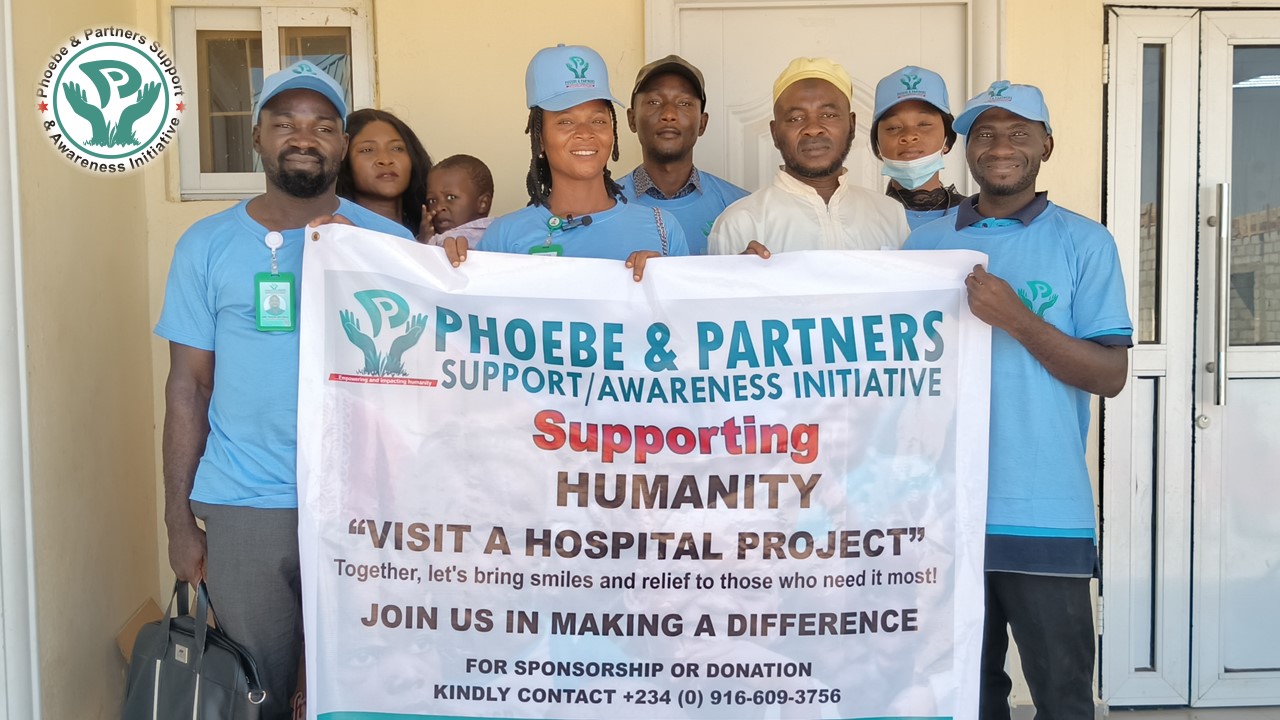 Phoebe & Partners Support
& Awareness Initiative
P
PHOEBE & PARTNERS
SUPPORT/AWARENESS INITIATIVE
Empowering and impacting humanity
Supporting
HUMANITY
“VISIT A HOSPITAL PROJECT”
Together, let's bring smiles and relief to those who need it most!
JOIN US IN MAKING A DIFFERENCE
FOR SPONSORSHIP OR DONATION
KINDLY CONTACT +234 (0) 916-609-3756
PHOEBE & PARTNERS